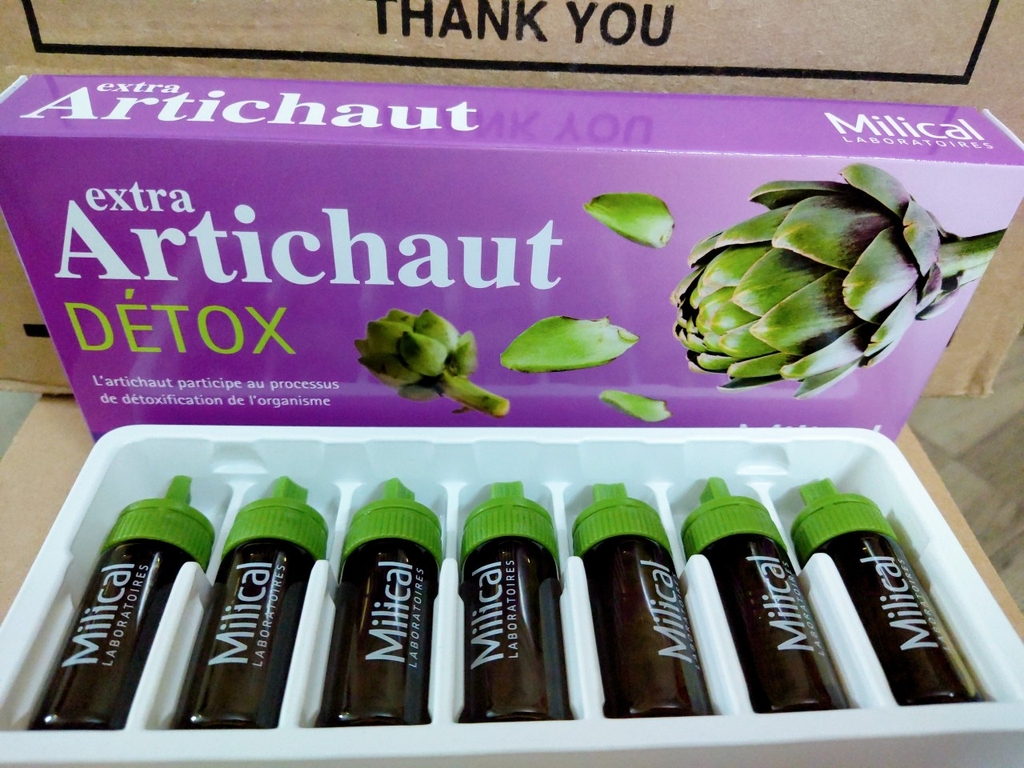 THANK YOU
extra
Artichaut
Milical
LABORATOIRES
extra
Artichaut
DÉTOX
L'artichaut participe au processus
de détoxification de l'organisme
Milical
LABORATOIRES
Milical
LABORATOIRES
Milical
LABORATOIRES
Milical
LABORATOIRES
Milical
LABORATOIRES
Milical
LABORATOIRES
Milical
LABORATOIRES